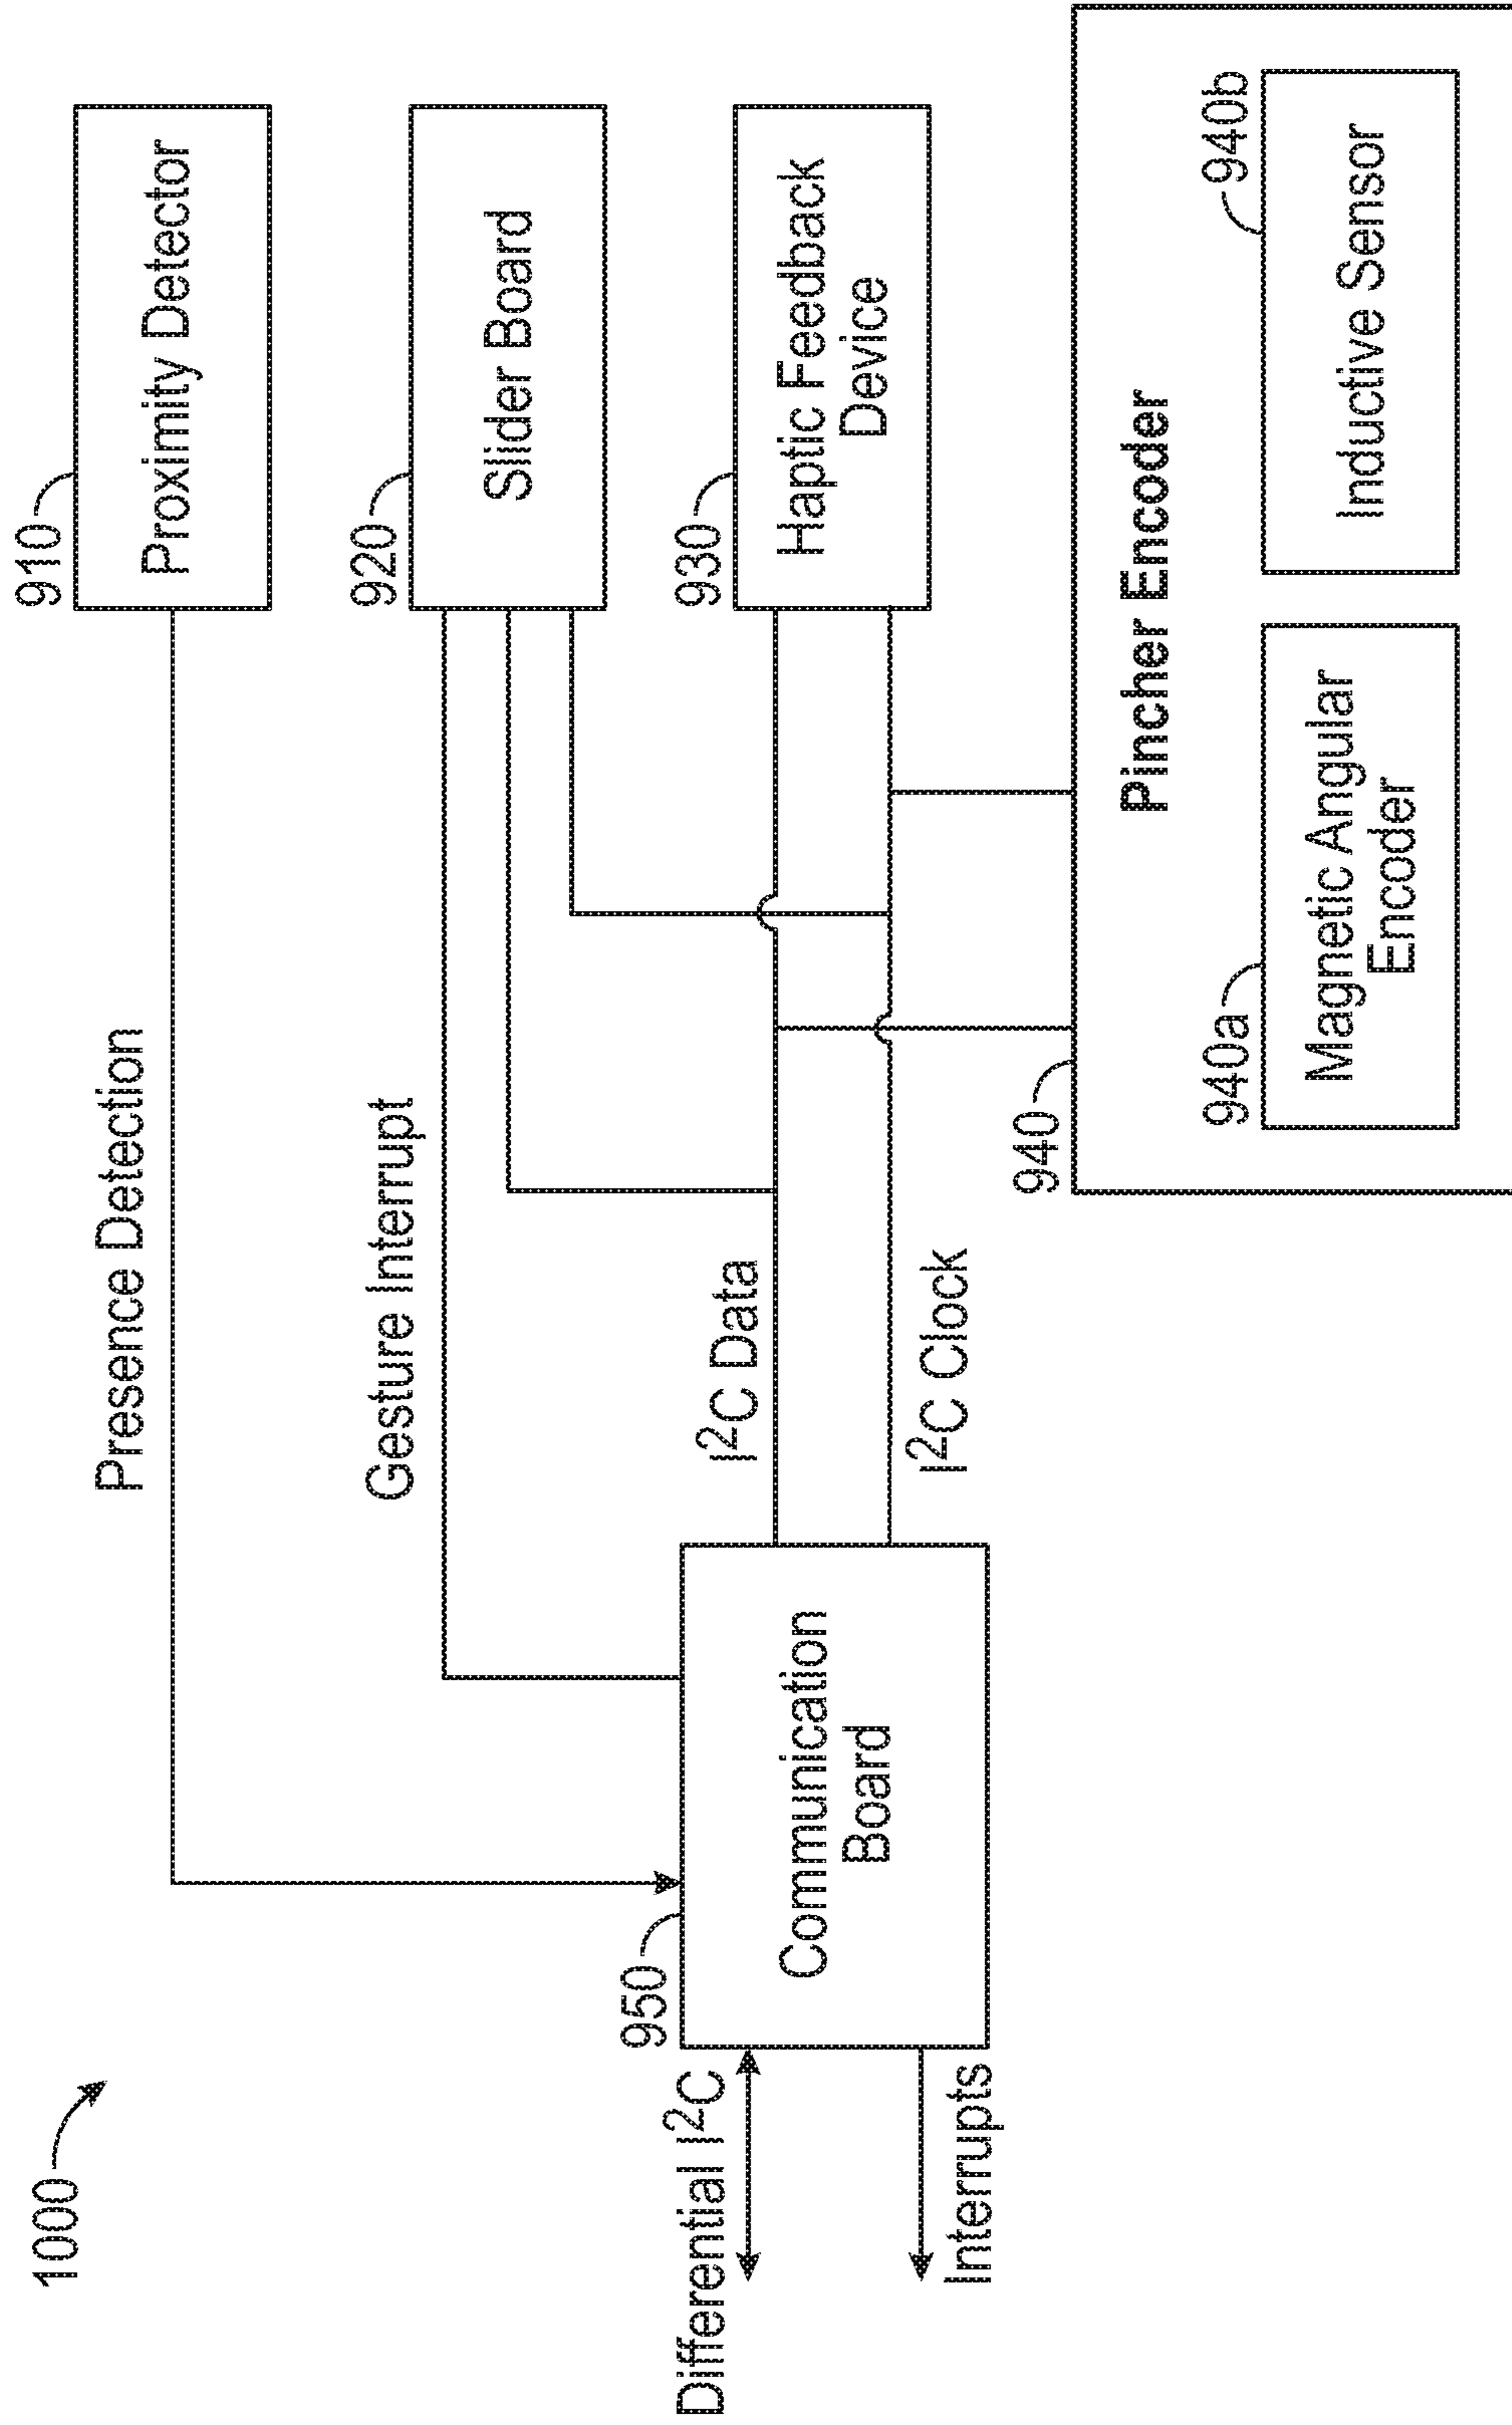 1000
Presence Detection
910
Proximity Detector
Gesture Interrupt
920
Slider Board
950
Communication
Board
Differential I²C
Interrupts
I²C Data
I²C Clock
930
Haptic Feedback
Device
940
Pincher Encoder
940a
Magnetic Angular
Encoder
940b
Inductive Sensor